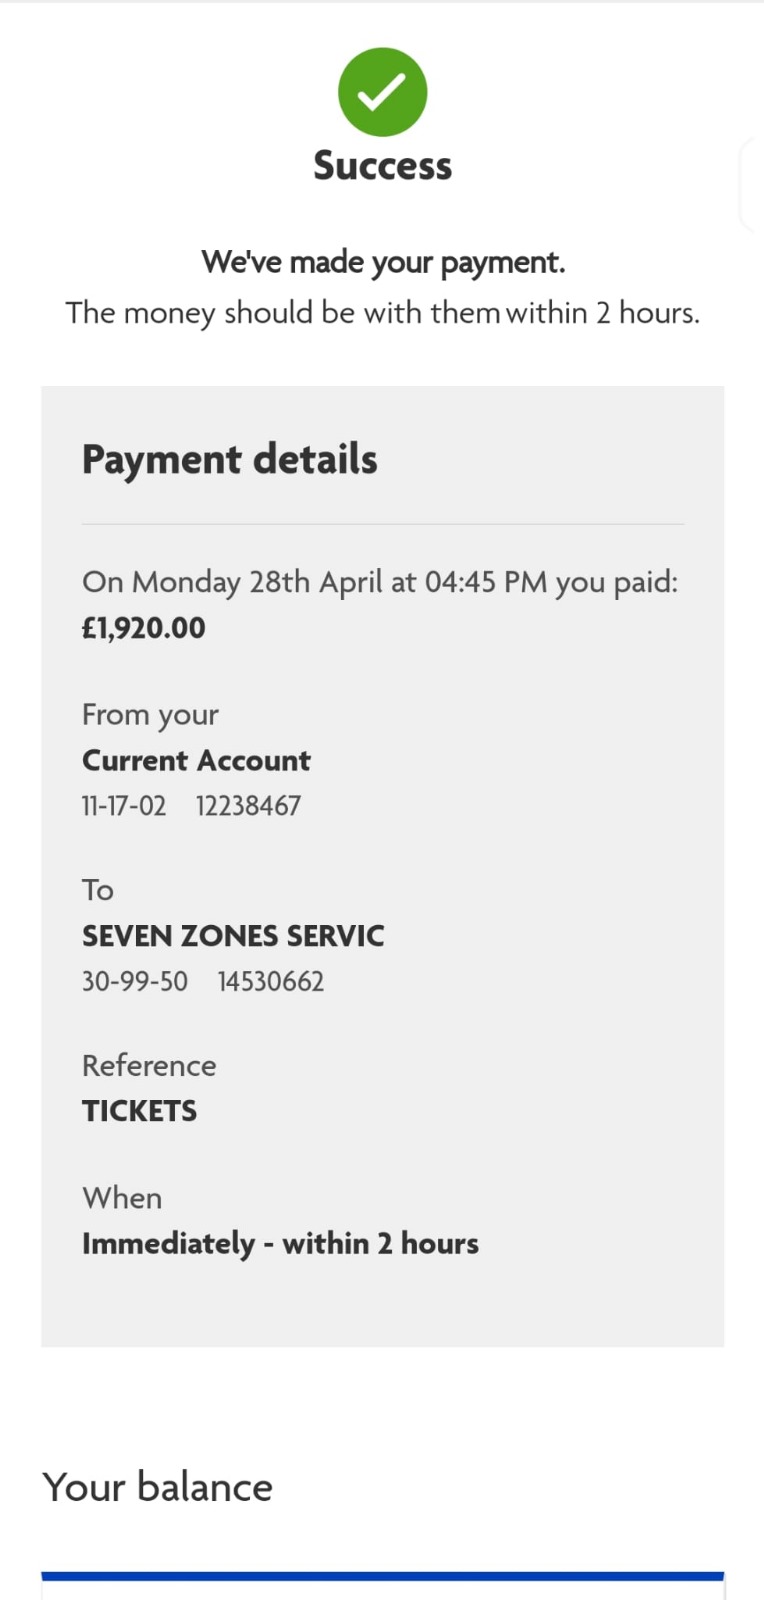 Success
We've made your payment.
The money should be with them within 2 hours.
Payment details
On Monday 28th April at 04:45 PM you paid:
£1,920.00
From your
Current Account
11-17-02 12238467
To
SEVEN ZONES SERVIC
30-99-50 14530662
Reference
TICKETS
When
Immediately - within 2 hours
Your balance